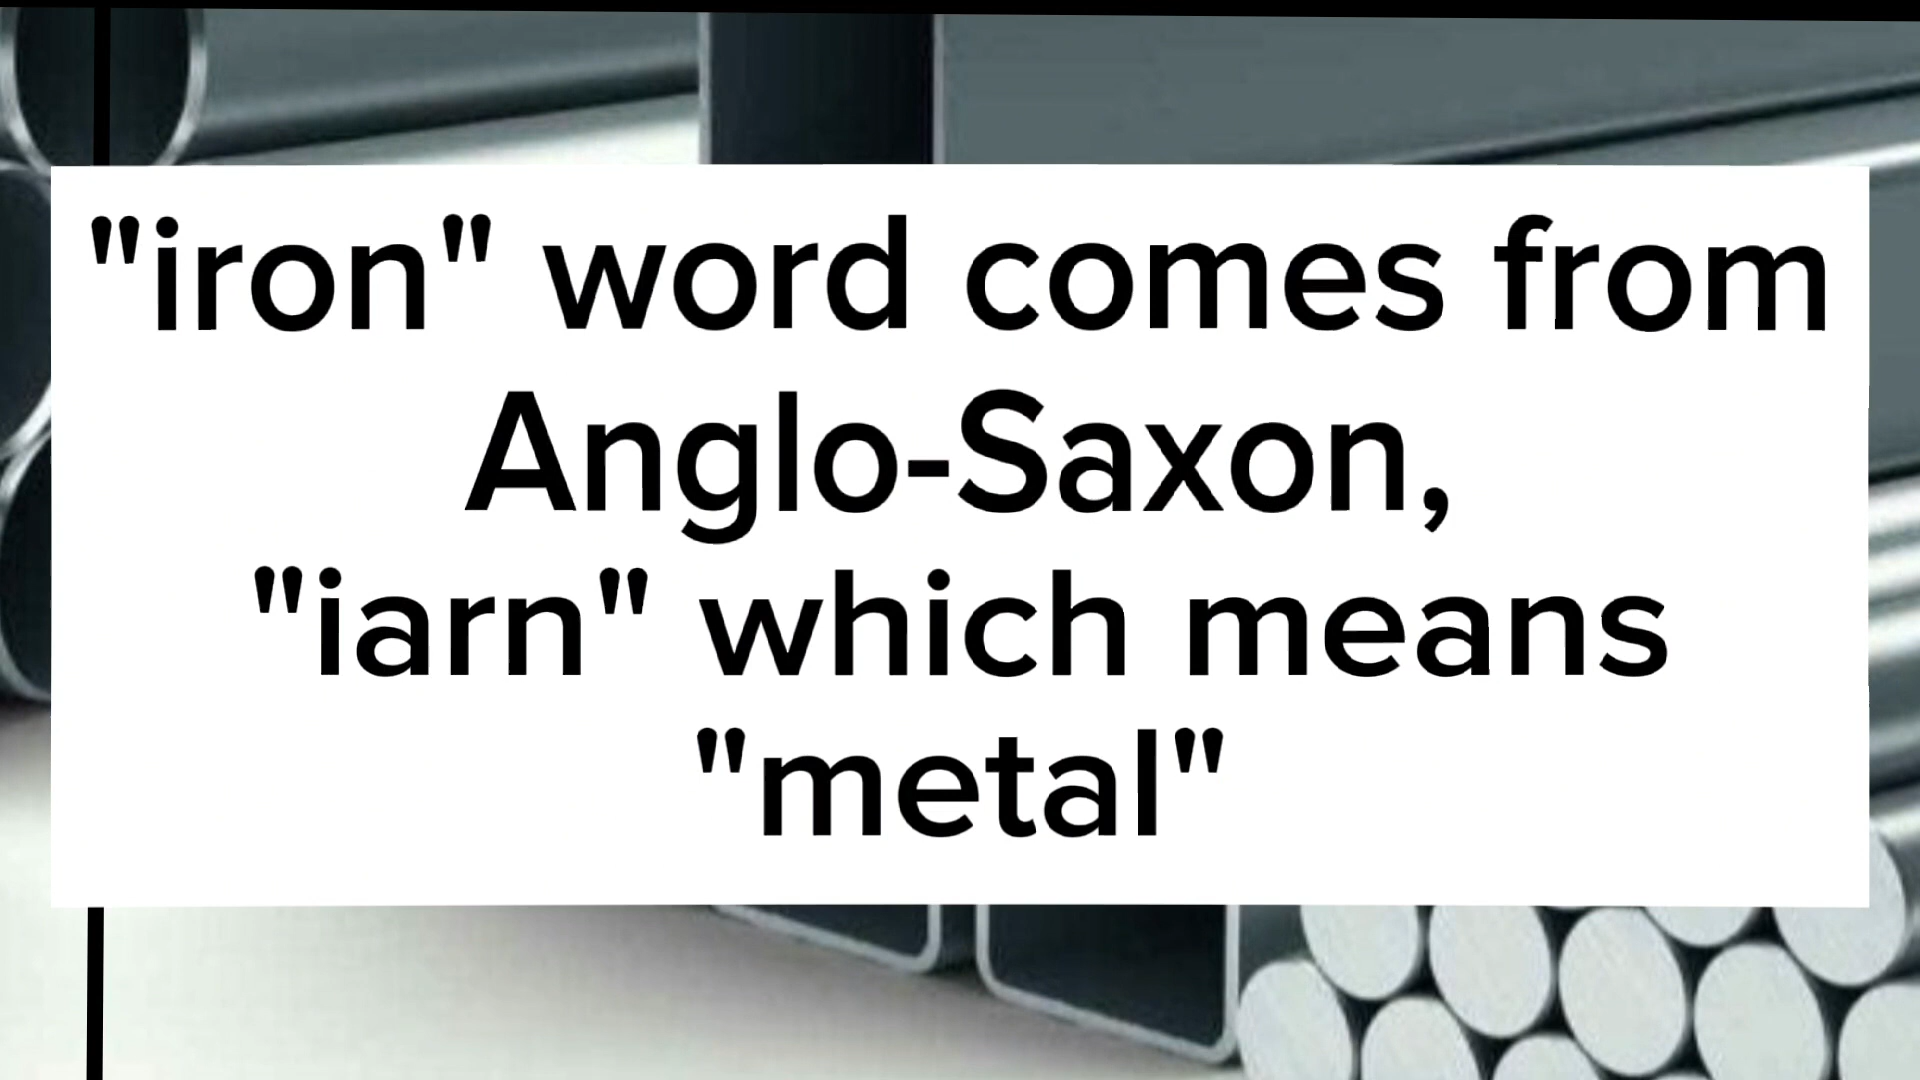 "iron" word comes from
Anglo-Saxon,
"iarn" which means
"metal"